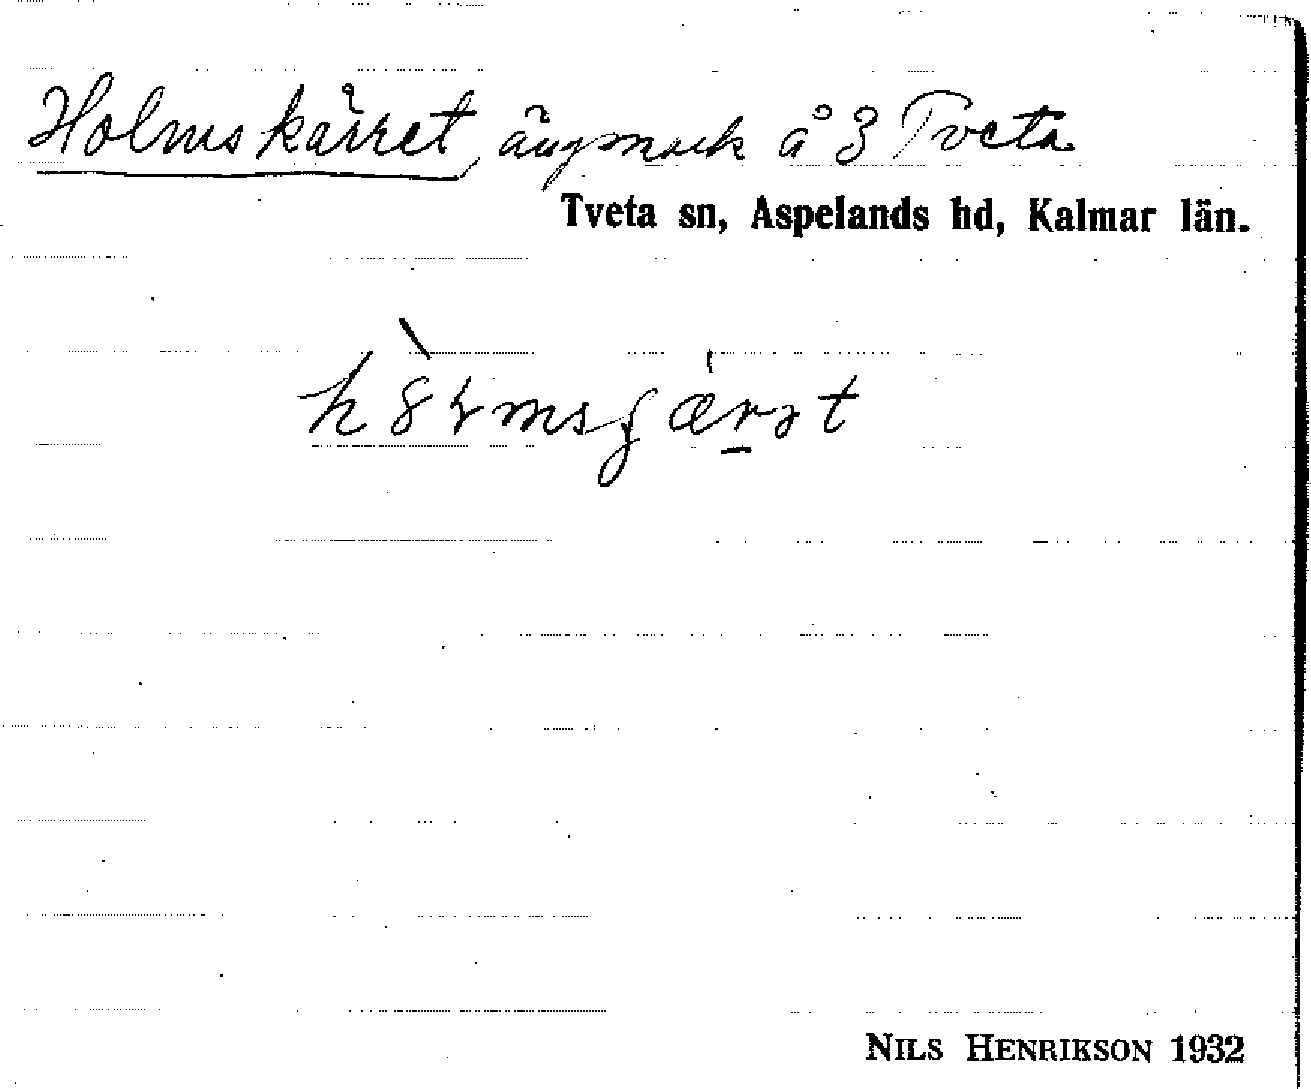 Holmskärret, ängsmark å 3 Tveta
Tveta sn, Aspelands hd, Kalmar län.
NILS HENRIKSON 1932